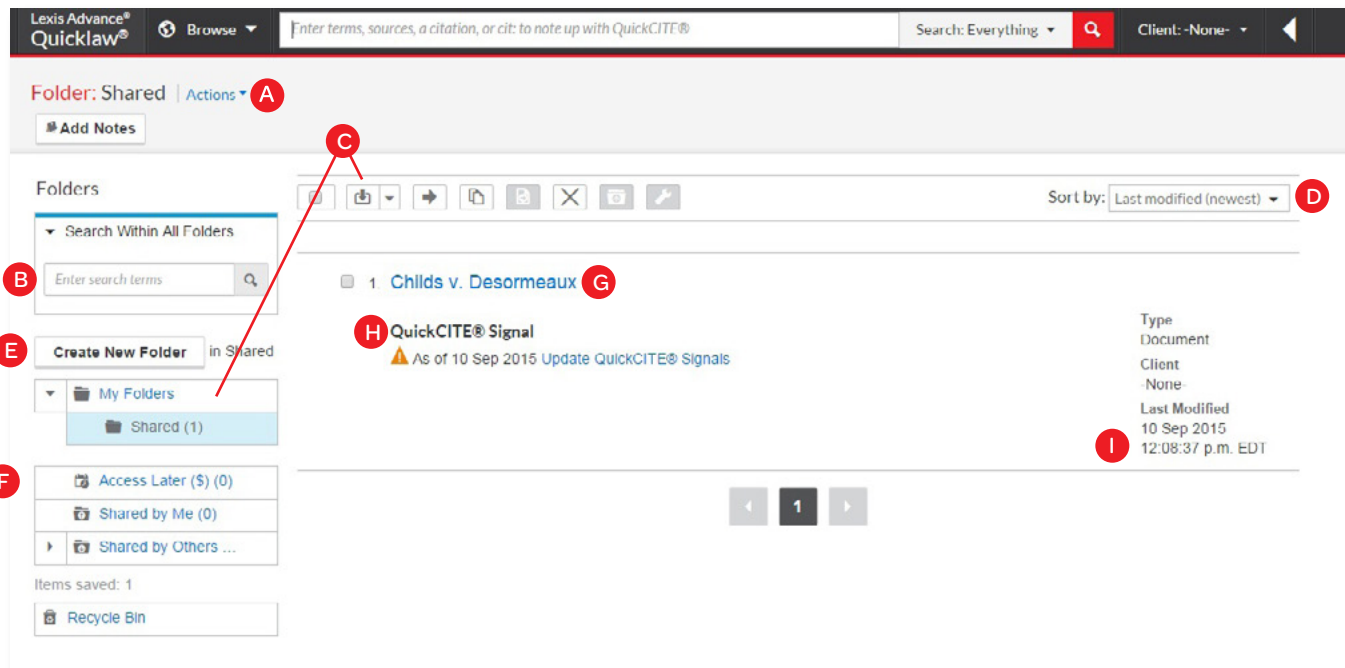 Lexis Advance®
Quicklaw®
Browse
Enter terms, sources, a citation, or cit: to note up with QuickCITE®
Search: Everything
Client: -None-
Folder: Shared | Actions
A
Add Notes
C
Folders
Sort by: Last modified (newest)
D
Search Within All Folders
B
Enter search terms
1. Childs v. Desormeaux
G
H
QuickCITE® Signal
As of 10 Sep 2015 Update QuickCITE® Signals
Type
Document
Client
-None-
Last Modified
10 Sep 2015
I
12:08:37 p.m. EDT
E
Create New Folder in Shared
My Folders
Shared (1)
F
Access Later ($) (0)
Shared by Me (0)
Shared by Others ...
1
Items saved: 1
Recycle Bin